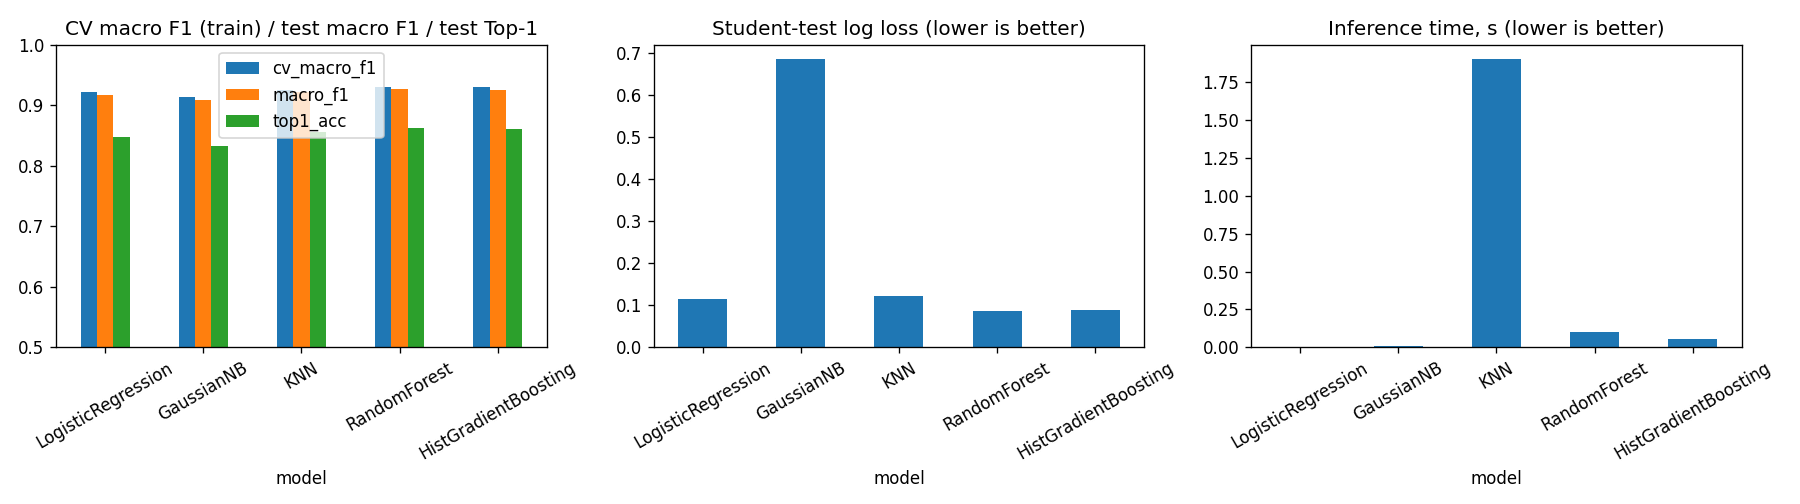 CV macro F1 (train) / test macro F1 / test Top-1
1.0
0.9
0.8
0.7
0.6
0.5
cv_macro_f1
macro_f1
top1_acc
LogisticRegression
GaussianNB
KNN
RandomForest
HistGradientBoosting
model
Student-test log loss (lower is better)
0.7
0.6
0.5
0.4
0.3
0.2
0.1
0.0
LogisticRegression
GaussianNB
KNN
RandomForest
HistGradientBoosting
model
Inference time, s (lower is better)
1.75
1.50
1.25
1.00
0.75
0.50
0.25
0.00
LogisticRegression
GaussianNB
KNN
RandomForest
HistGradientBoosting
model